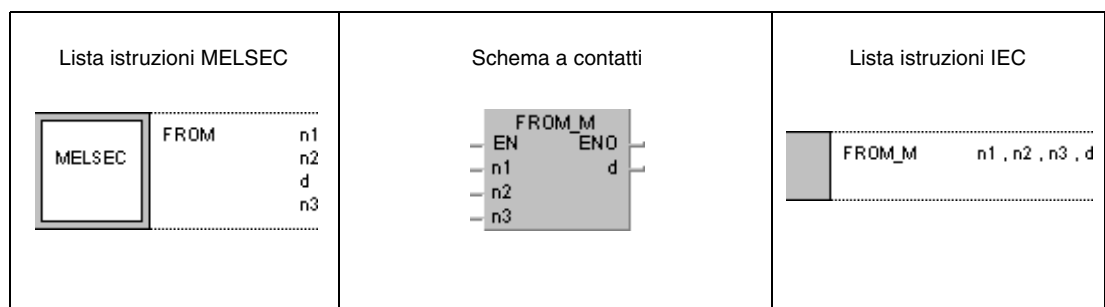 Lista istruzioni MELSEC
MELSEC
FROM n1
n2
d
n3
Schema a contatti
FROM_M
EN ENO
n1 d
n2
n3
Lista istruzioni IEC
FROM_M n1 , n2 , n3 , d